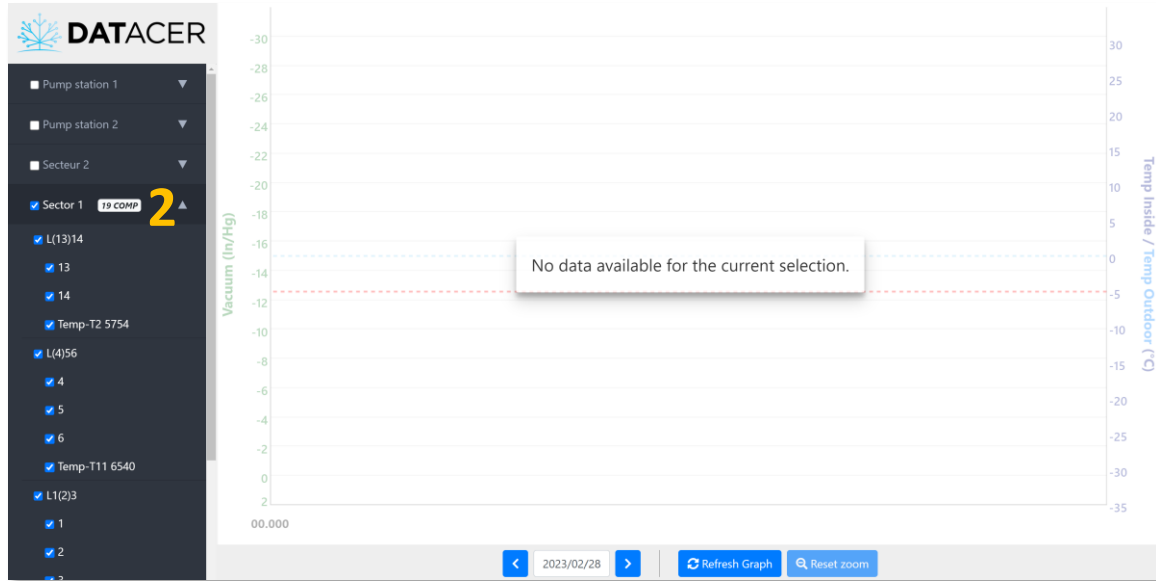 DATACER
Pump station 1
Pump station 2
Secteur 2
Sector 1 19 COMP 2
L(13)14
13
14
Temp-T2 5754
L(4)56
4
5
6
Temp-T11 6540
L1(2)3
1
2
3
Vacuum (In/Hg)
-30
-28
-26
-24
-22
-20
-18
-16
-14
-12
-10
-8
-6
-4
-2
0
2
00.000
No data available for the current selection.
30
25
20
15
10
5
0
-5
-10
-15
-20
-25
-30
-35
Temp Inside / Temp Outdoor (°C)
2023/02/28
Refresh Graph
Reset zoom